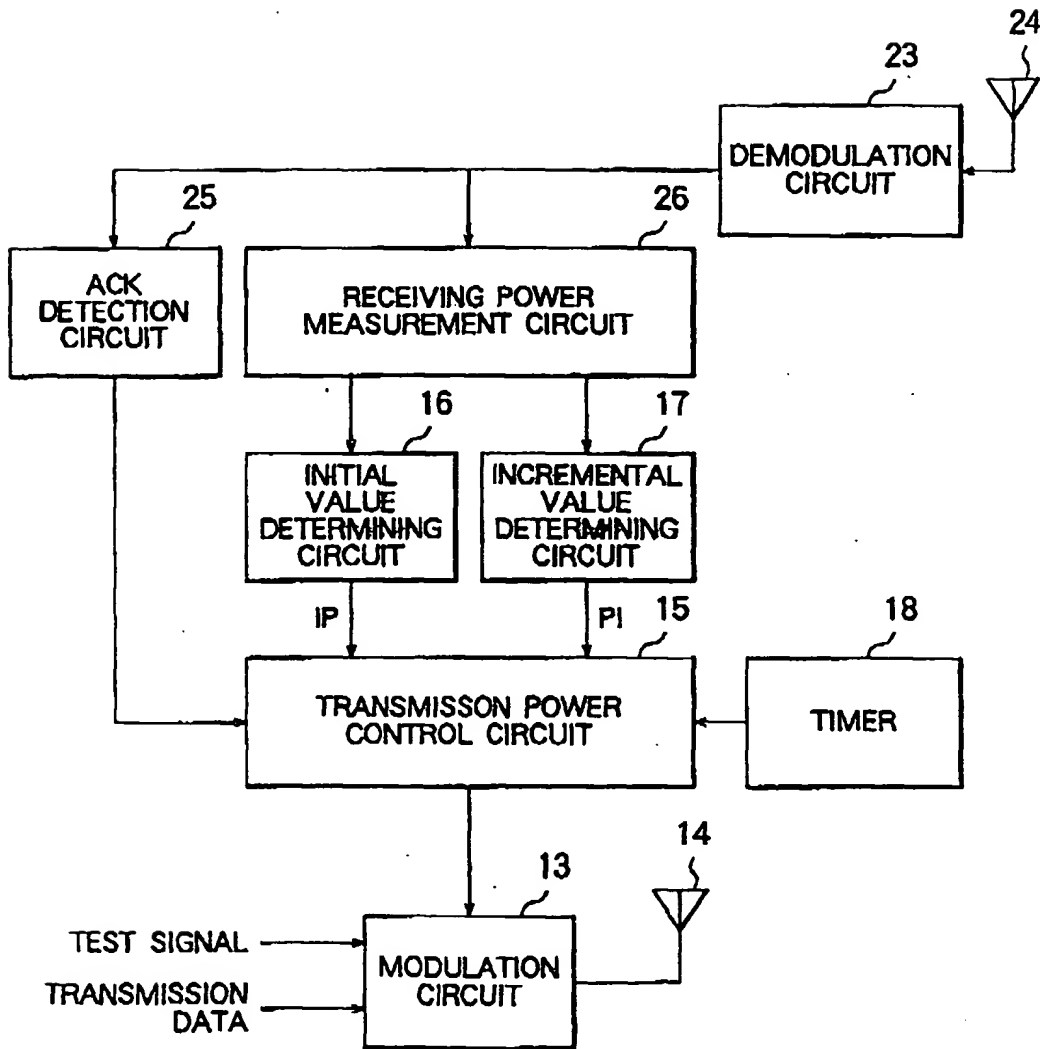 24
23
DEMODULATION
CIRCUIT
25
26
ACK
DETECTION
CIRCUIT
RECEIVING POWER
MEASUREMENT CIRCUIT
16
17
INITIAL
VALUE
DETERMINING
CIRCUIT
INCREMENTAL
VALUE
DETERMINING
CIRCUIT
IP
PI
15
18
TRANSMISSON POWER
CONTROL CIRCUIT
TIMER
14
13
TEST SIGNAL
TRANSMISSION
DATA
MODULATION
CIRCUIT